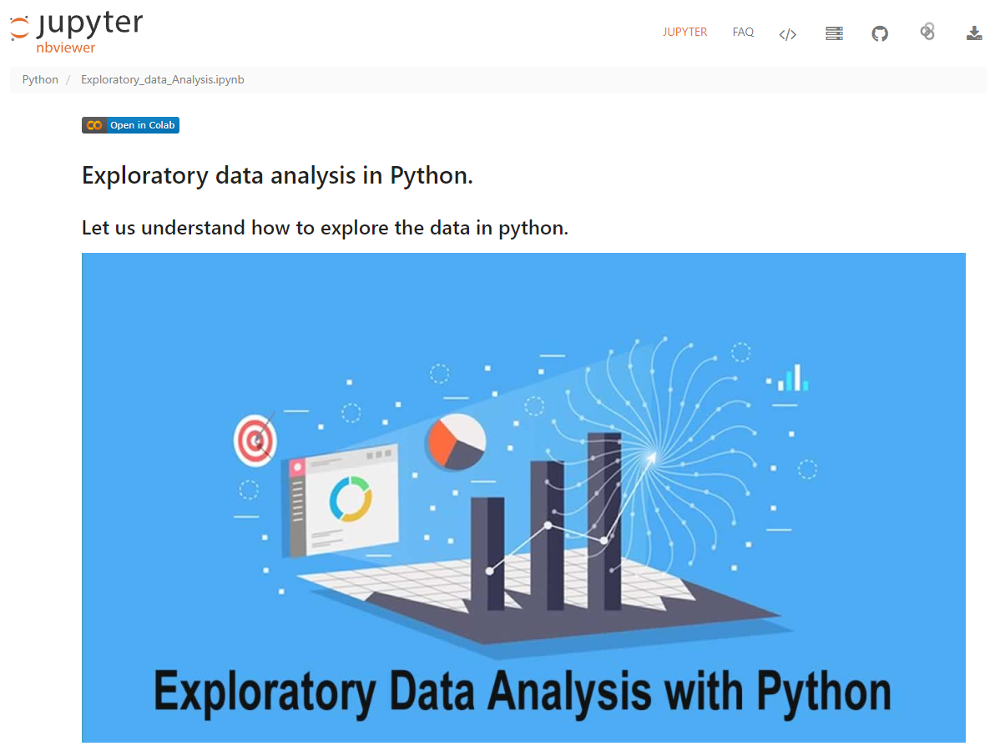 jupyter
nbviewer
JUPYTER
FAQ
</>
Python / Exploratory_data_Analysis.ipynb
Open in Colab
Exploratory data analysis in Python.
Let us understand how to explore the data in python.
Exploratory Data Analysis with Python